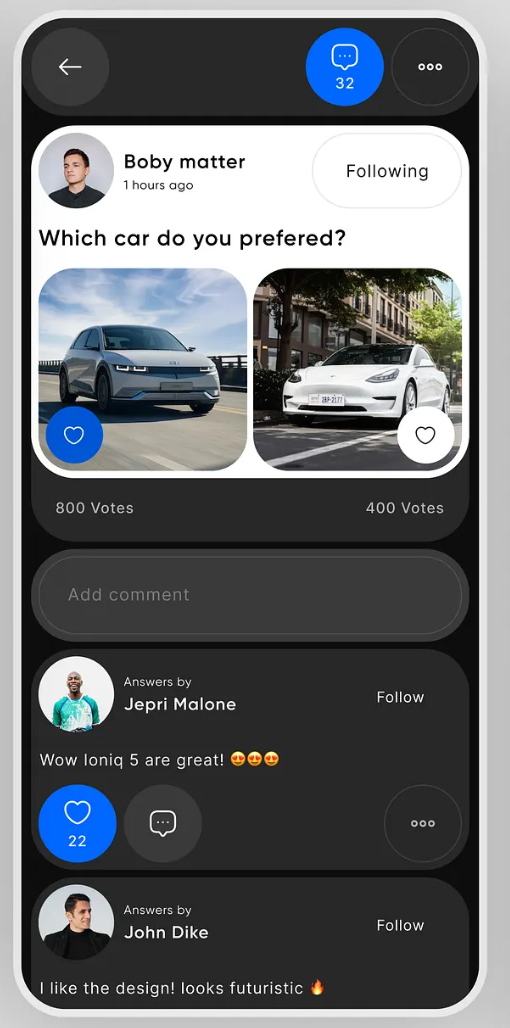 32
Boby matter
1 hours ago
Following
Which car do you prefered?
800 Votes
400 Votes
Add comment
Answers by
Jepri Malone
Follow
Wow Ioniq 5 are great! 😍😍😍
22
Answers by
John Dike
Follow
I like the design! looks futuristic 🔥